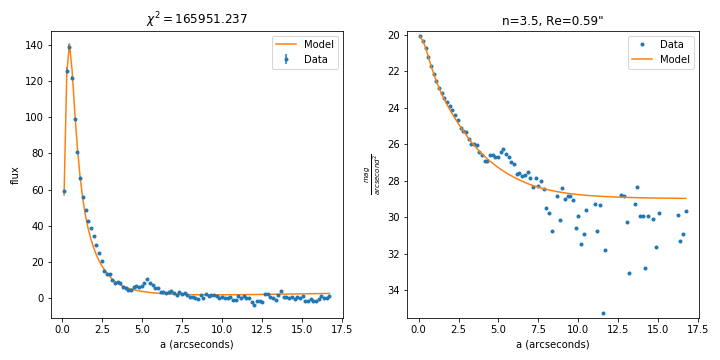 χ² = 165951.237
140
120
100
80
60
40
20
0
flux
Model
Data
0.0 2.5 5.0 7.5 10.0 12.5 15.0 17.5
a (arcseconds)
n=3.5, Re=0.59"
20
22
24
26
28
30
32
34
mag
arcsecond²
Data
Model
0.0 2.5 5.0 7.5 10.0 12.5 15.0 17.5
a (arcseconds)